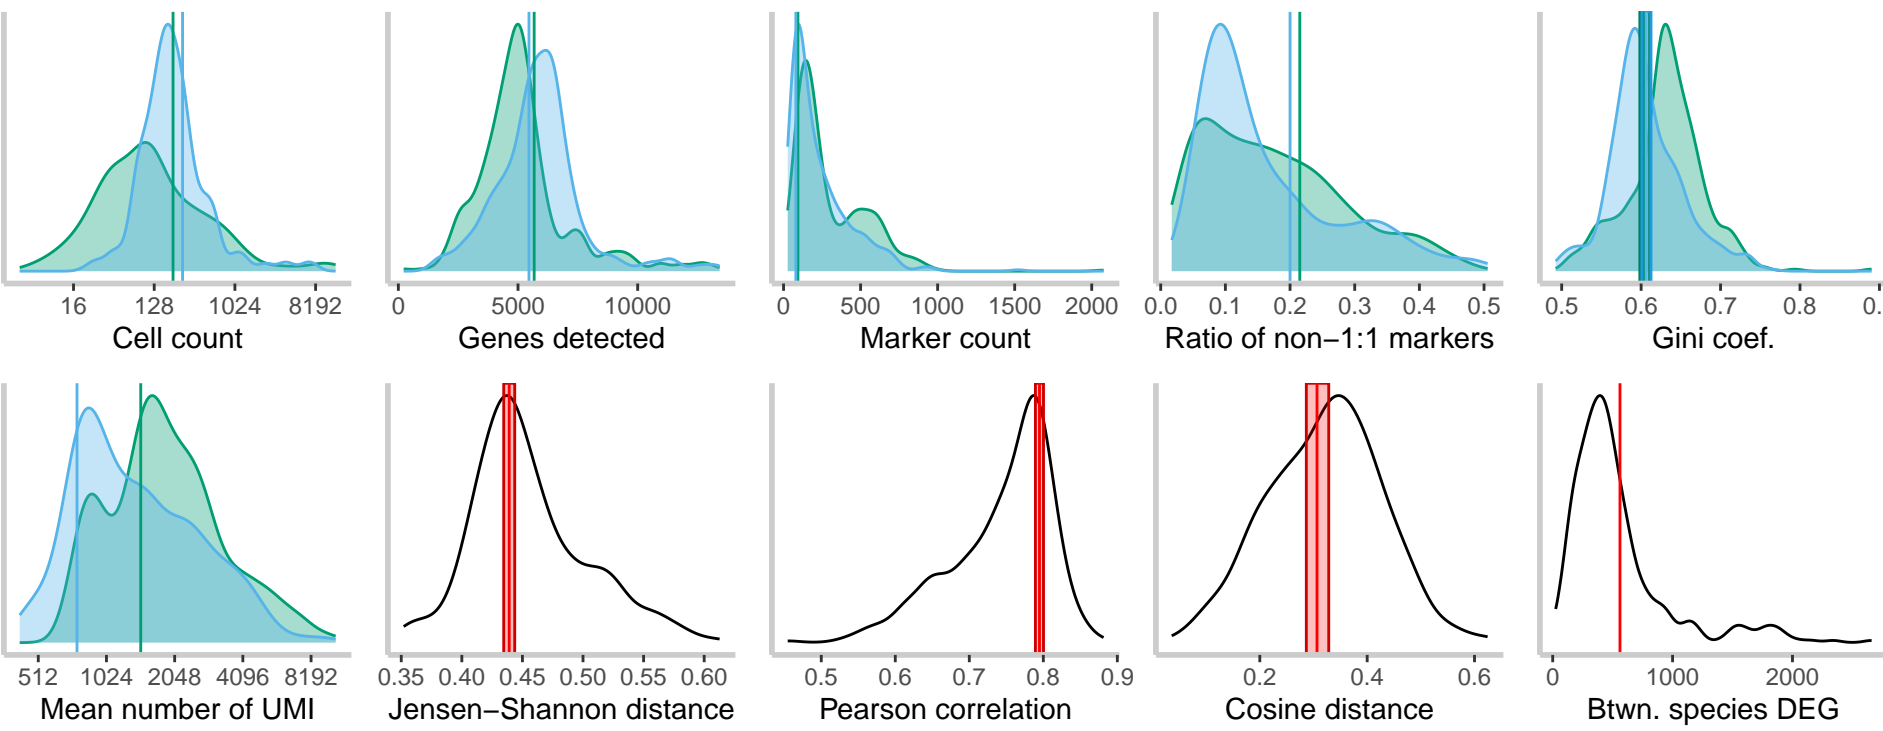 16 128 1024 8192
Cell count
0 5000 10000
Genes detected
0 500 1000 1500 2000
Marker count
0.0 0.1 0.2 0.3 0.4 0.5
Ratio of non−1:1 markers
0.5 0.6 0.7 0.8 0.
Gini coef.
512 1024 2048 4096 8192
Mean number of UMI
0.35 0.40 0.45 0.50 0.55 0.60
Jensen−Shannon distance
0.5 0.6 0.7 0.8 0.9
Pearson correlation
0.2 0.4 0.6
Cosine distance
0 1000 2000
Btwn. species DEG